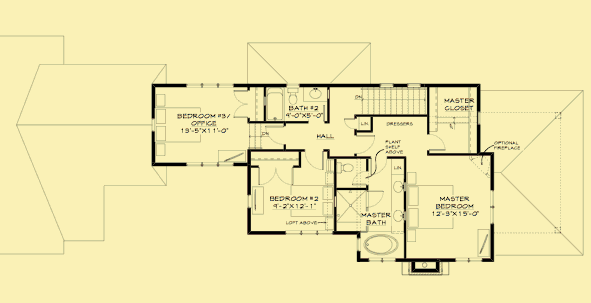 BEDROOM #3/
OFFICE
13'-5"X11'-0"
BATH #2
9'-0"X5'-0"
DN
DN
LIN
HALL
DRESSERS
MASTER
CLOSET
PLANT
SHELF
ABOVE
OPTIONAL
FIREPLACE
LIN
BEDROOM #2
9'-2"X12'-1"
LOFT ABOVE
MASTER
BATH
MASTER
BEDROOM
12'-3"X15'-0"